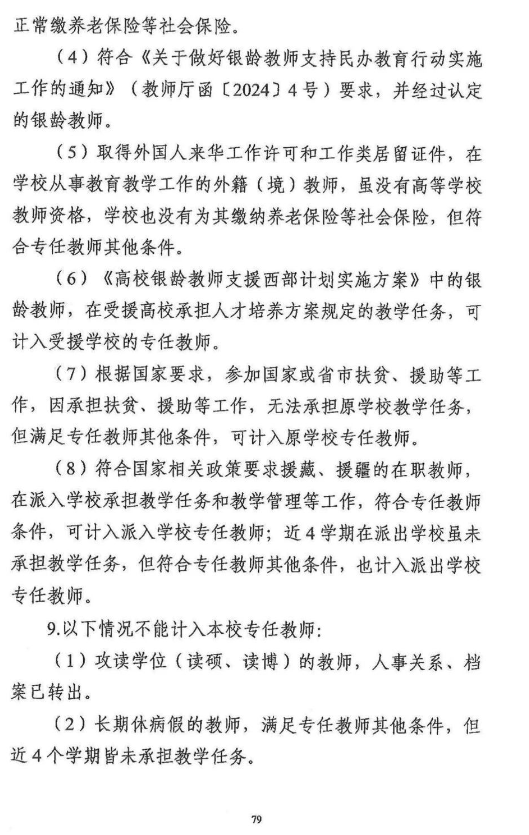 正常缴养老保险等社会保险。
（4）符合《关于做好银龄教师支持民办教育行动实施
工作的通知》（教师厅函〔2024〕4号）要求，并经过认定
的银龄教师。
（5）取得外国人来华工作许可和工作类居留证件，在
学校从事教育教学工作的外籍（境）教师，虽没有高等学校
教师资格，学校也没有为其缴纳养老保险等社会保险，但符
合专任教师其他条件。
（6）《高校银龄教师支援西部计划实施方案》中的银
龄教师，在受援高校承担人才培养方案规定的教学任务，可
计入受援学校的专任教师。
（7）根据国家要求，参加国家或省市扶贫、援助等工
作，因承担扶贫、援助等工作，无法承担原学校教学任务，
但满足专任教师其他条件，可计入原学校专任教师。
（8）符合国家相关政策要求援藏、援疆的在职教师，
在派入学校承担教学任务和教学管理等工作，符合专任教师
条件，可计入派入学校专任教师；近4学期在派出学校虽未
承担教学任务，但符合专任教师其他条件，也计入派出学校
专任教师。
9.以下情况不能计入本校专任教师：
（1）攻读学位（读硕、读博）的教师，人事关系、档
案已转出。
（2）长期休病假的教师，满足专任教师其他条件，但
近4个学期皆未承担教学任务。
79